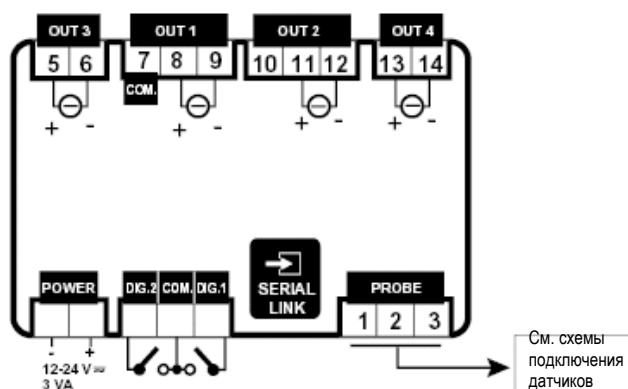 OUT 3 OUT 1 OUT 2 OUT 4
5 6 7 8 9 10 11 12 13 14
COM.
+ - + - + - + -
POWER DIG.2 COM. DIG.1 SERIAL LINK PROBE
1 2 3
- +
12-24 V≂
3 VA
См. схемы
подключения
датчиков